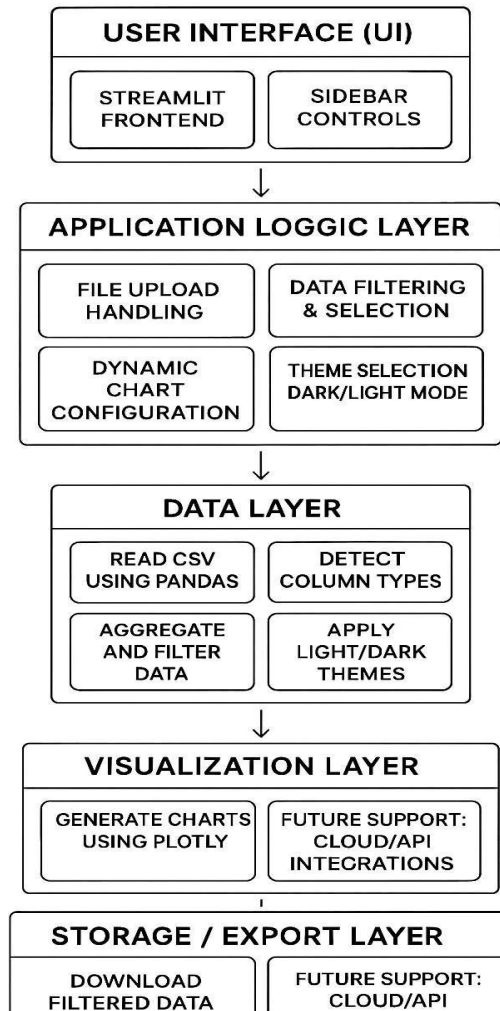 USER INTERFACE (UI)
STREAMLIT
FRONTEND
SIDEBAR
CONTROLS
APPLICATION LOGGIC LAYER
FILE UPLOAD
HANDLING
DATA FILTERING
& SELECTION
DYNAMIC
CHART
CONFIGURATION
THEME SELECTION
DARK/LIGHT MODE
DATA LAYER
READ CSV
USING PANDAS
DETECT
COLUMN TYPES
AGGREGATE
AND FILTER
DATA
APPLY
LIGHT/DARK
THEMES
VISUALIZATION LAYER
GENERATE CHARTS
USING PLOTLY
FUTURE SUPPORT:
CLOUD/API
INTEGRATIONS
STORAGE / EXPORT LAYER
DOWNLOAD
FILTERED DATA
FUTURE SUPPORT:
CLOUD/API